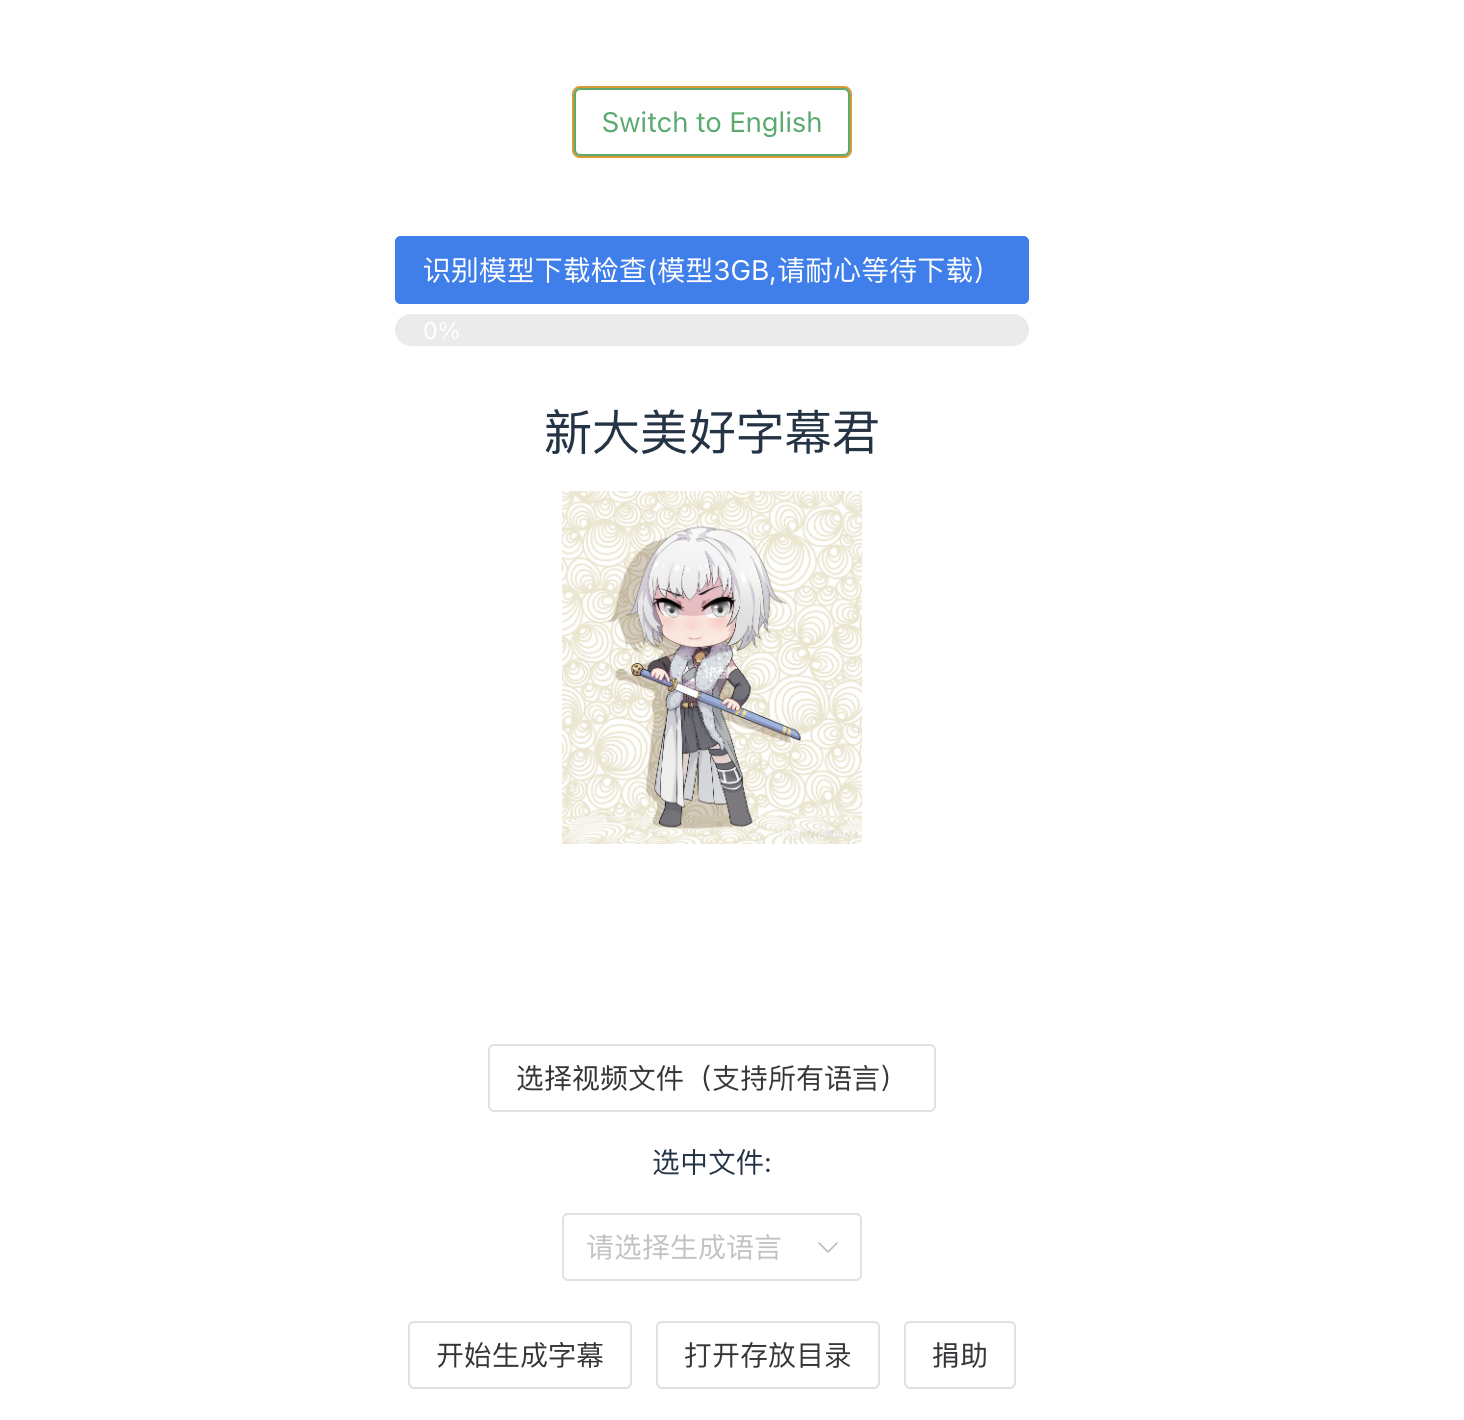 Switch to English
识别模型下载检查(模型3GB,请耐心等待下载）
0%
新大美好字幕君
选择视频文件（支持所有语言）
选中文件:
请选择生成语言
开始生成字幕
打开存放目录
捐助